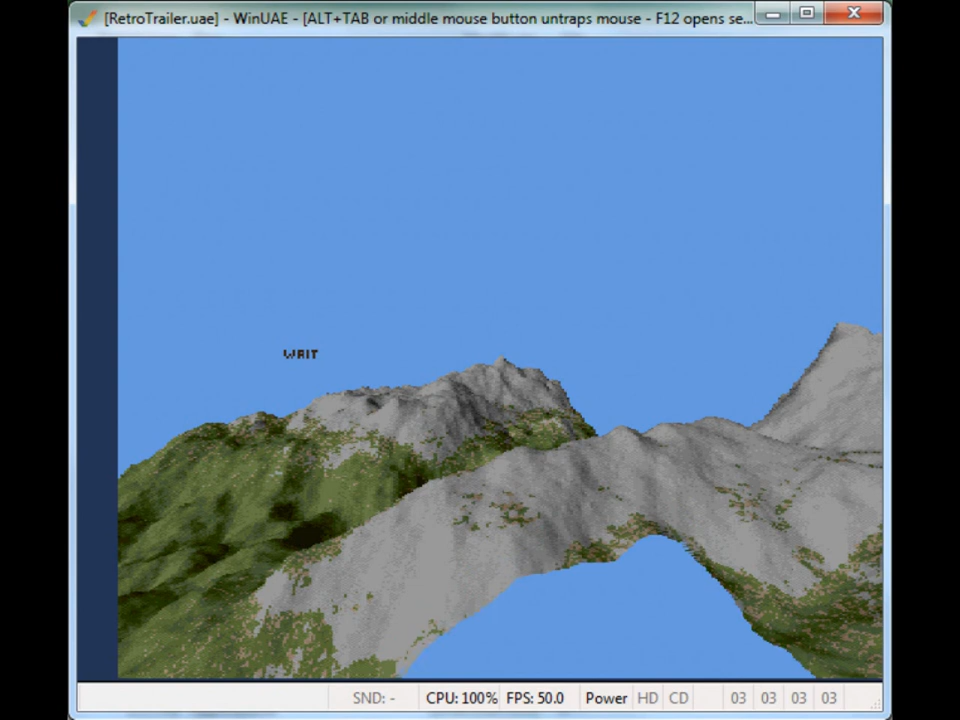 [RetroTrailer.uae] - WinUAE - [ALT+TAB or middle mouse button untraps mouse - F12 opens se...
WAIT
SND: - CPU: 100% FPS: 50.0 Power HD CD 03 03 03 03